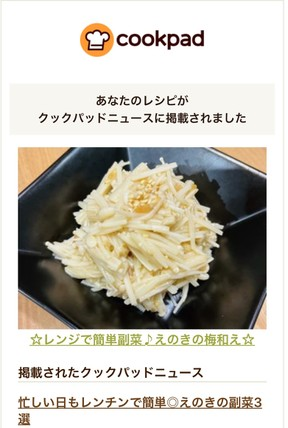 cookpad
あなたのレシピが
クックパッドニュースに掲載されました
☆レンジで簡単副菜♪えのきの梅和え☆
掲載されたクックパッドニュース
忙しい日もレンチンで簡単◎えのきの副菜3
選